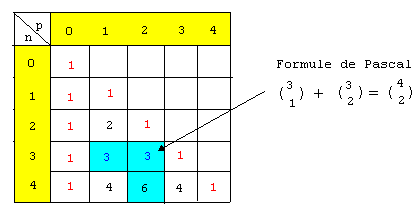 p
n
0 1 2 3 4
0 1
1 1 1
2 1 2 1
3 1 3 3 1
4 1 4 6 4 1
Formule de Pascal
(3 1) + (3 2) = (4 2)